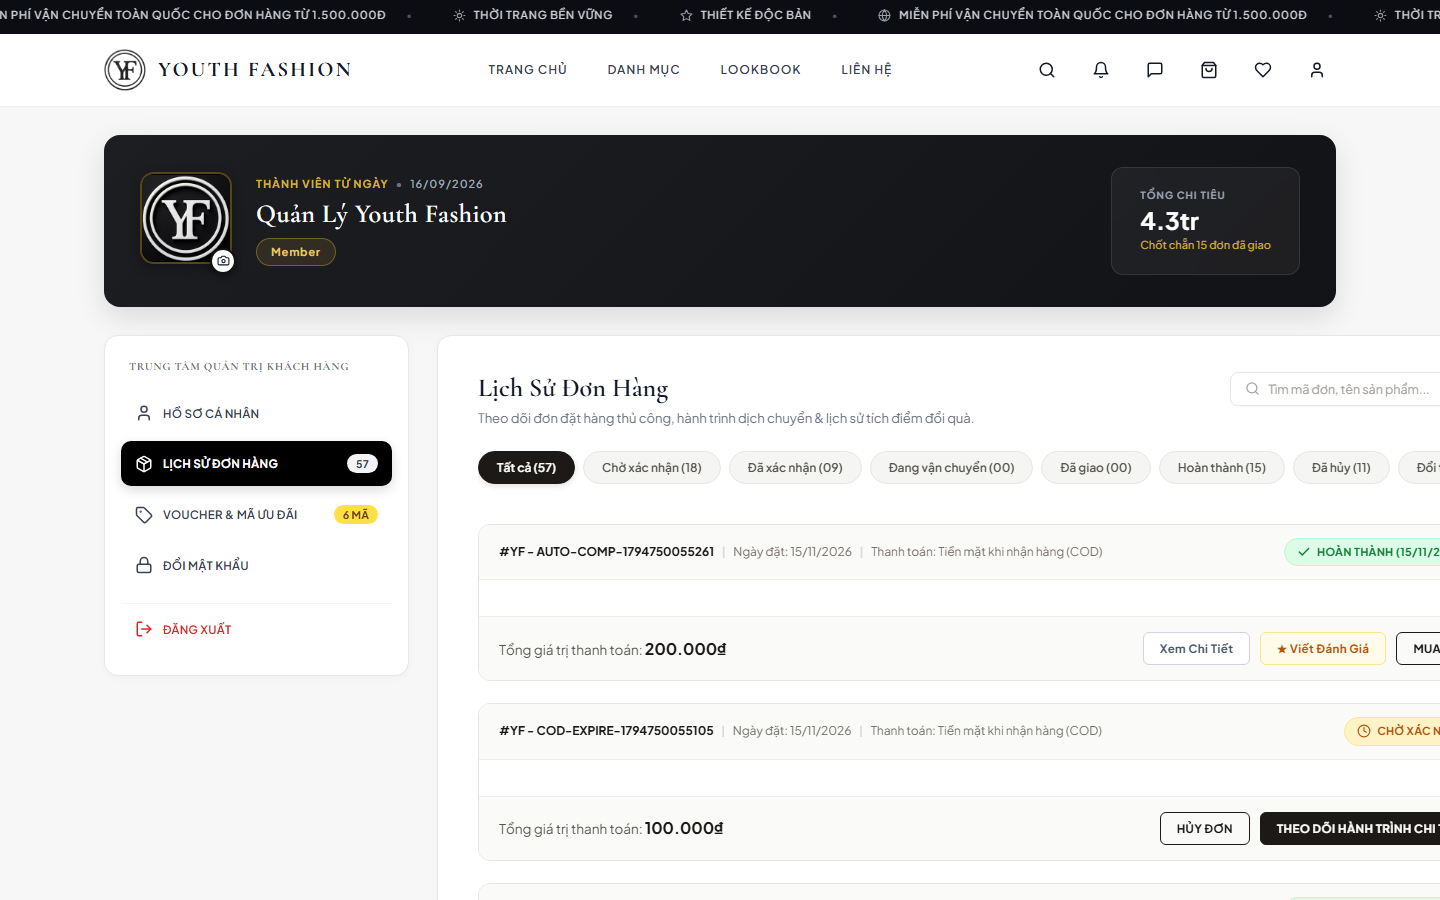 N PHÍ VẬN CHUYỂN TOÀN QUỐC CHO ĐƠN HÀNG TỪ 1.500.000Đ • THỜI TRANG BỀN VỮNG • THIẾT KẾ ĐỘC BẢN • MIỄN PHÍ VẬN CHUYỂN TOÀN QUỐC CHO ĐƠN HÀNG TỪ 1.500.000Đ • THỜI TR
YF YOUTH FASHION TRANG CHỦ DANH MỤC LOOKBOOK LIÊN HỆ
YF
THÀNH VIÊN TỪ NGÀY • 16/09/2026
Quản Lý Youth Fashion
Member
TỔNG CHI TIÊU
4.3tr
Chốt chẵn 15 đơn đã giao
TRUNG TÂM QUẢN TRỊ KHÁCH HÀNG
HỒ SƠ CÁ NHÂN
LỊCH SỬ ĐƠN HÀNG 57
VOUCHER & MÃ ƯU ĐÃI 6 MÃ
ĐỔI MẬT KHẨU
ĐĂNG XUẤT
Lịch Sử Đơn Hàng
Theo dõi đơn đặt hàng thủ công, hành trình dịch chuyển & lịch sử tích điểm đổi quà.
Tìm mã đơn, tên sản phẩm...
Tất cả (57) Chờ xác nhận (18) Đã xác nhận (09) Đang vận chuyển (00) Đã giao (00) Hoàn thành (15) Đã hủy (11) Đổi
#YF - AUTO-COMP-1794750055261 | Ngày đặt: 15/11/2026 | Thanh toán: Tiền mặt khi nhận hàng (COD) HOÀN THÀNH (15/11/2
Tổng giá trị thanh toán: 200.000₫ Xem Chi Tiết ★ Viết Đánh Giá MUA
#YF - COD-EXPIRE-1794750055105 | Ngày đặt: 15/11/2026 | Thanh toán: Tiền mặt khi nhận hàng (COD) CHỜ XÁC N
Tổng giá trị thanh toán: 100.000₫ HỦY ĐƠN THEO DÕI HÀNH TRÌNH CHI T